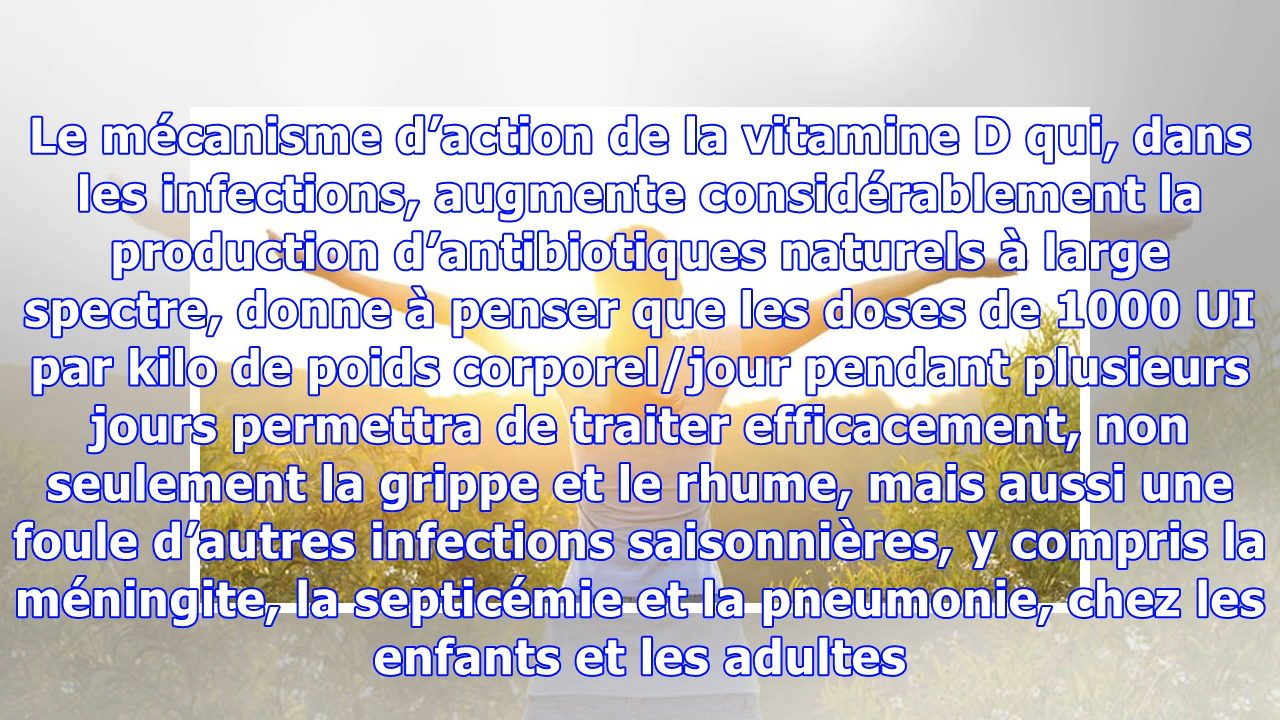 Le mécanisme d’action de la vitamine D qui, dans
les infections, augmente considérablement la
production d’antibiotiques naturels à large
spectre, donne à penser que les doses de 1000 UI
par kilo de poids corporel/jour pendant plusieurs
jours permettra de traiter efficacement, non
seulement la grippe et le rhume, mais aussi une
foule d’autres infections saisonnières, y compris la
méningite, la septicémie et la pneumonie, chez les
enfants et les adultes